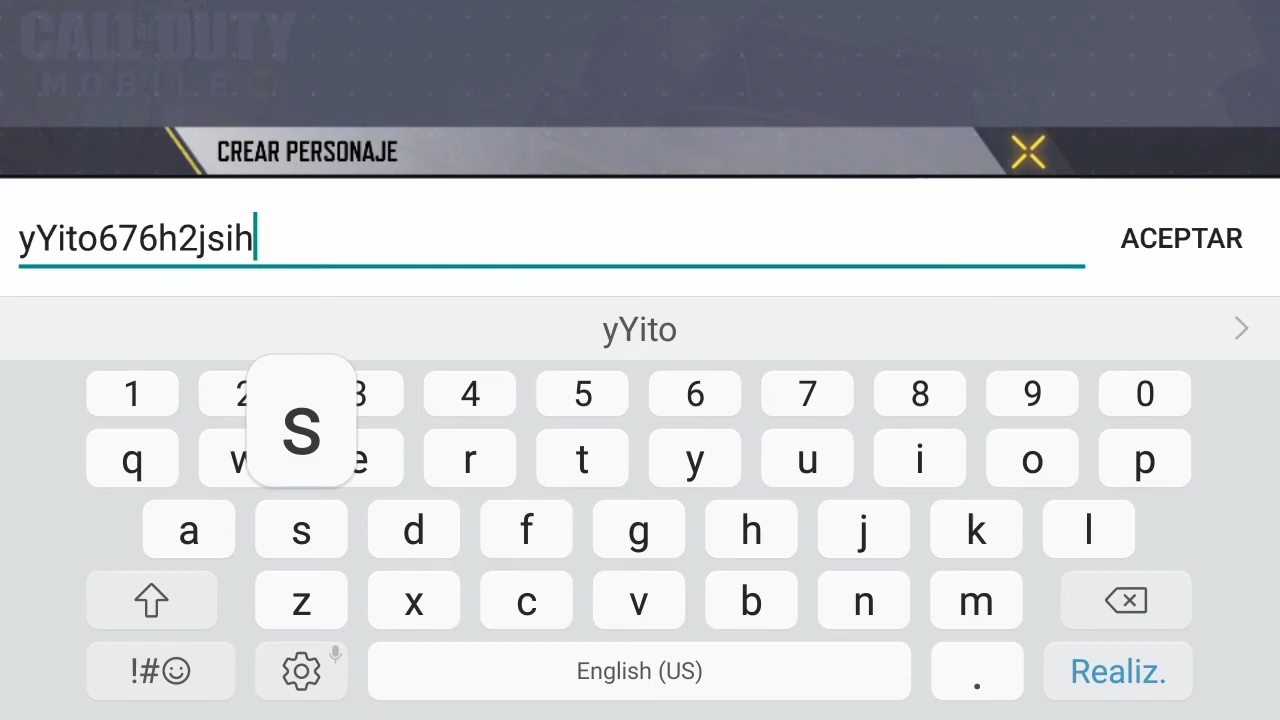 CALL OF DUTY
MOBILE
CREAR PERSONAJE
yYito676h2jsih
ACEPTAR
yYito
1 2 3 4 5 6 7 8 9 0
s
q w e r t y u i o p
a s d f g h j k l
z x c v b n m
!#☺ English (US) . Realiz.